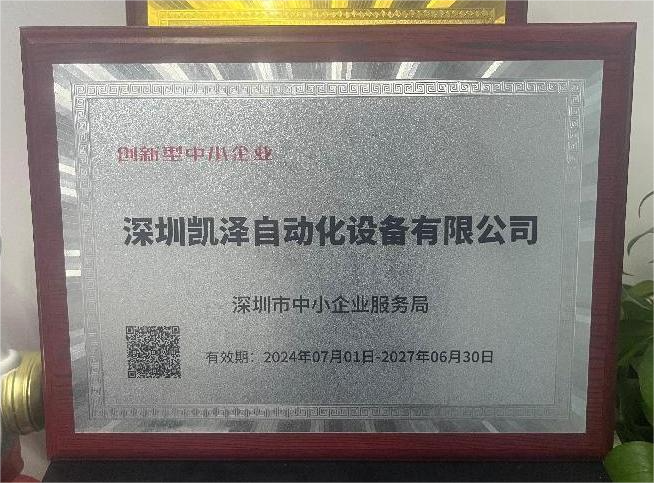 创新型中小企业
深圳凯泽自动化设备有限公司
深圳市中小企业服务局
有效期：2024年07月01日-2027年06月30日